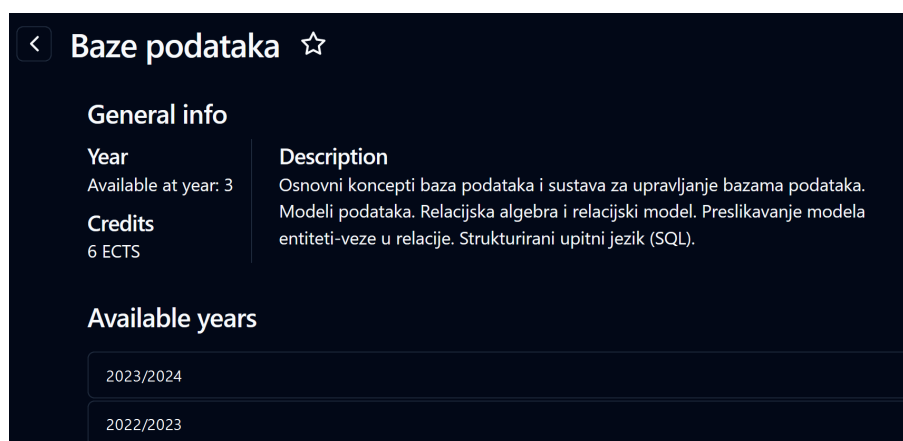 Baze podataka
General info
Year
Available at year: 3
Credits
6 ECTS
Description
Osnovni koncepti baza podataka i sustava za upravljanje bazama podataka.
Modeli podataka. Relacijska algebra i relacijski model. Preslikavanje modela
entiteti-veze u relacije. Strukturirani upitni jezik (SQL).
Available years
2023/2024
2022/2023